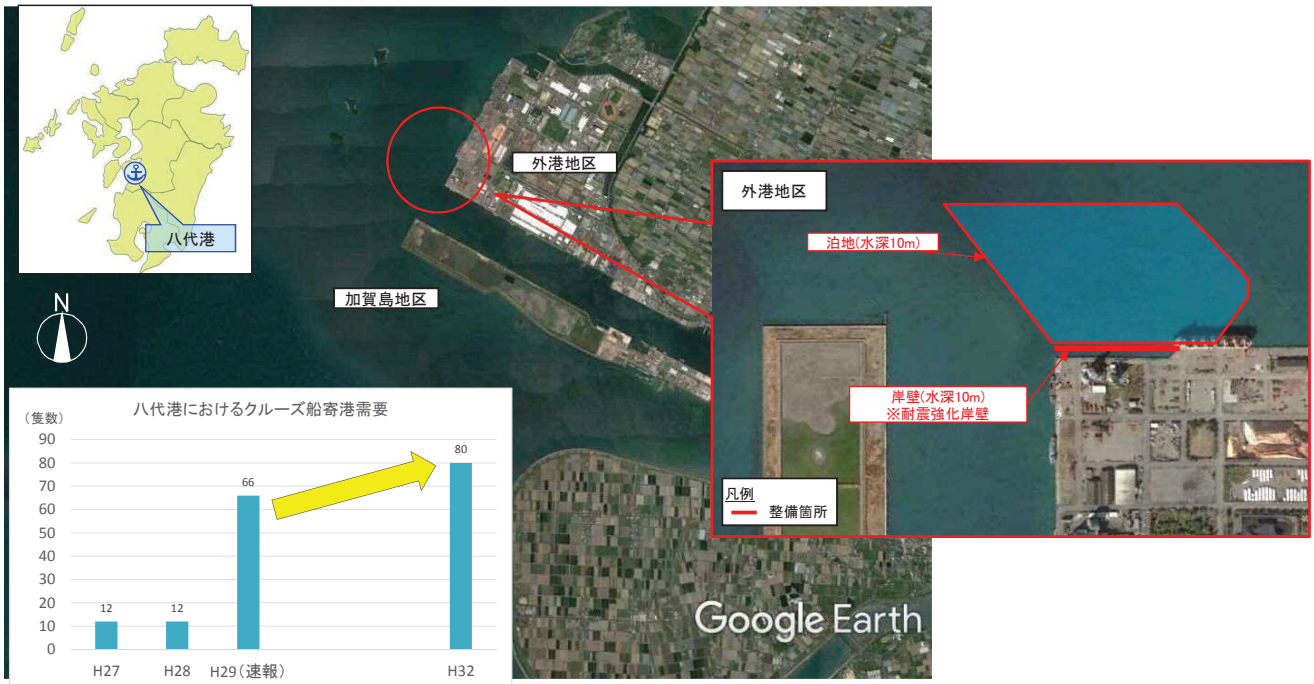 八代港
外港地区
加賀島地区
N
外港地区
泊地(水深10m)
岸壁(水深10m)
※耐震強化岸壁
凡例
整備箇所
八代港におけるクルーズ船寄港需要
(隻数)
90
80
70
60
50
40
30
20
10
0
12
12
66
80
H27
H28
H29(速報)
H32
Google Earth